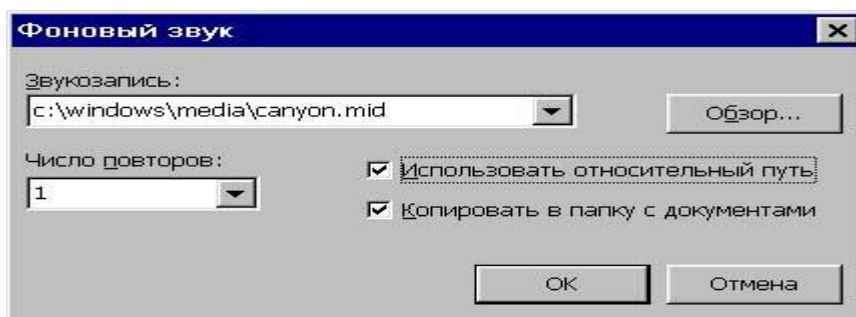 Фоновый звук
Звукозапись:
c:\windows\media\canyon.mid
Обзор...
Число повторов:
1
Использовать относительный путь
Копировать в папку с документами
OK
Отмена